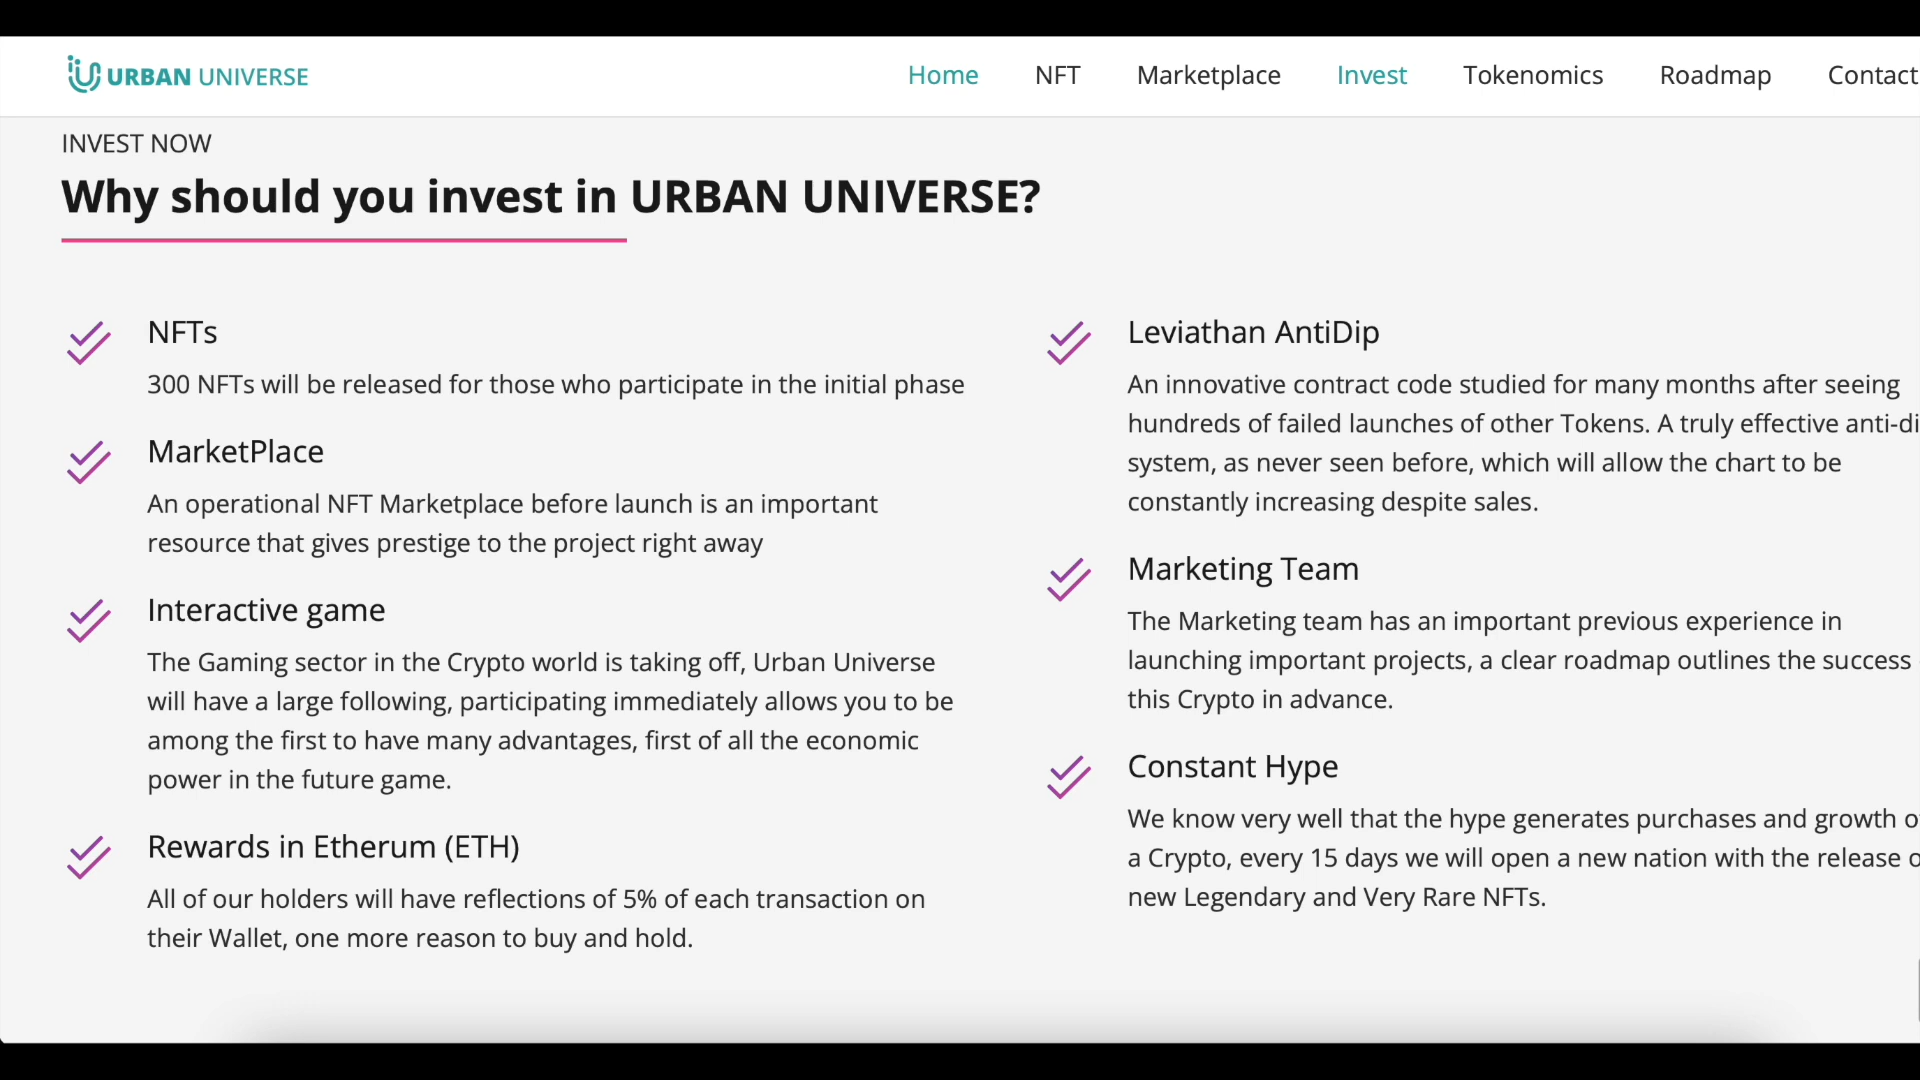 URBAN UNIVERSE
Home NFT Marketplace Invest Tokenomics Roadmap Contact
INVEST NOW
Why should you invest in URBAN UNIVERSE?
NFTs
300 NFTs will be released for those who participate in the initial phase
MarketPlace
An operational NFT Marketplace before launch is an important
resource that gives prestige to the project right away
Interactive game
The Gaming sector in the Crypto world is taking off, Urban Universe
will have a large following, participating immediately allows you to be
among the first to have many advantages, first of all the economic
power in the future game.
Rewards in Etherum (ETH)
All of our holders will have reflections of 5% of each transaction on
their Wallet, one more reason to buy and hold.
Leviathan AntiDip
An innovative contract code studied for many months after seeing
hundreds of failed launches of other Tokens. A truly effective
system, as never seen before, which will allow the chart to be
constantly increasing despite sales.
Marketing Team
The Marketing team has an important previous experience in
launching important projects, a clear roadmap outlines the success
this Crypto in advance.
Constant Hype
We know very well that the hype generates purchases and growth
a Crypto, every 15 days we will open a new nation with the release
new Legendary and Very Rare NFTs.